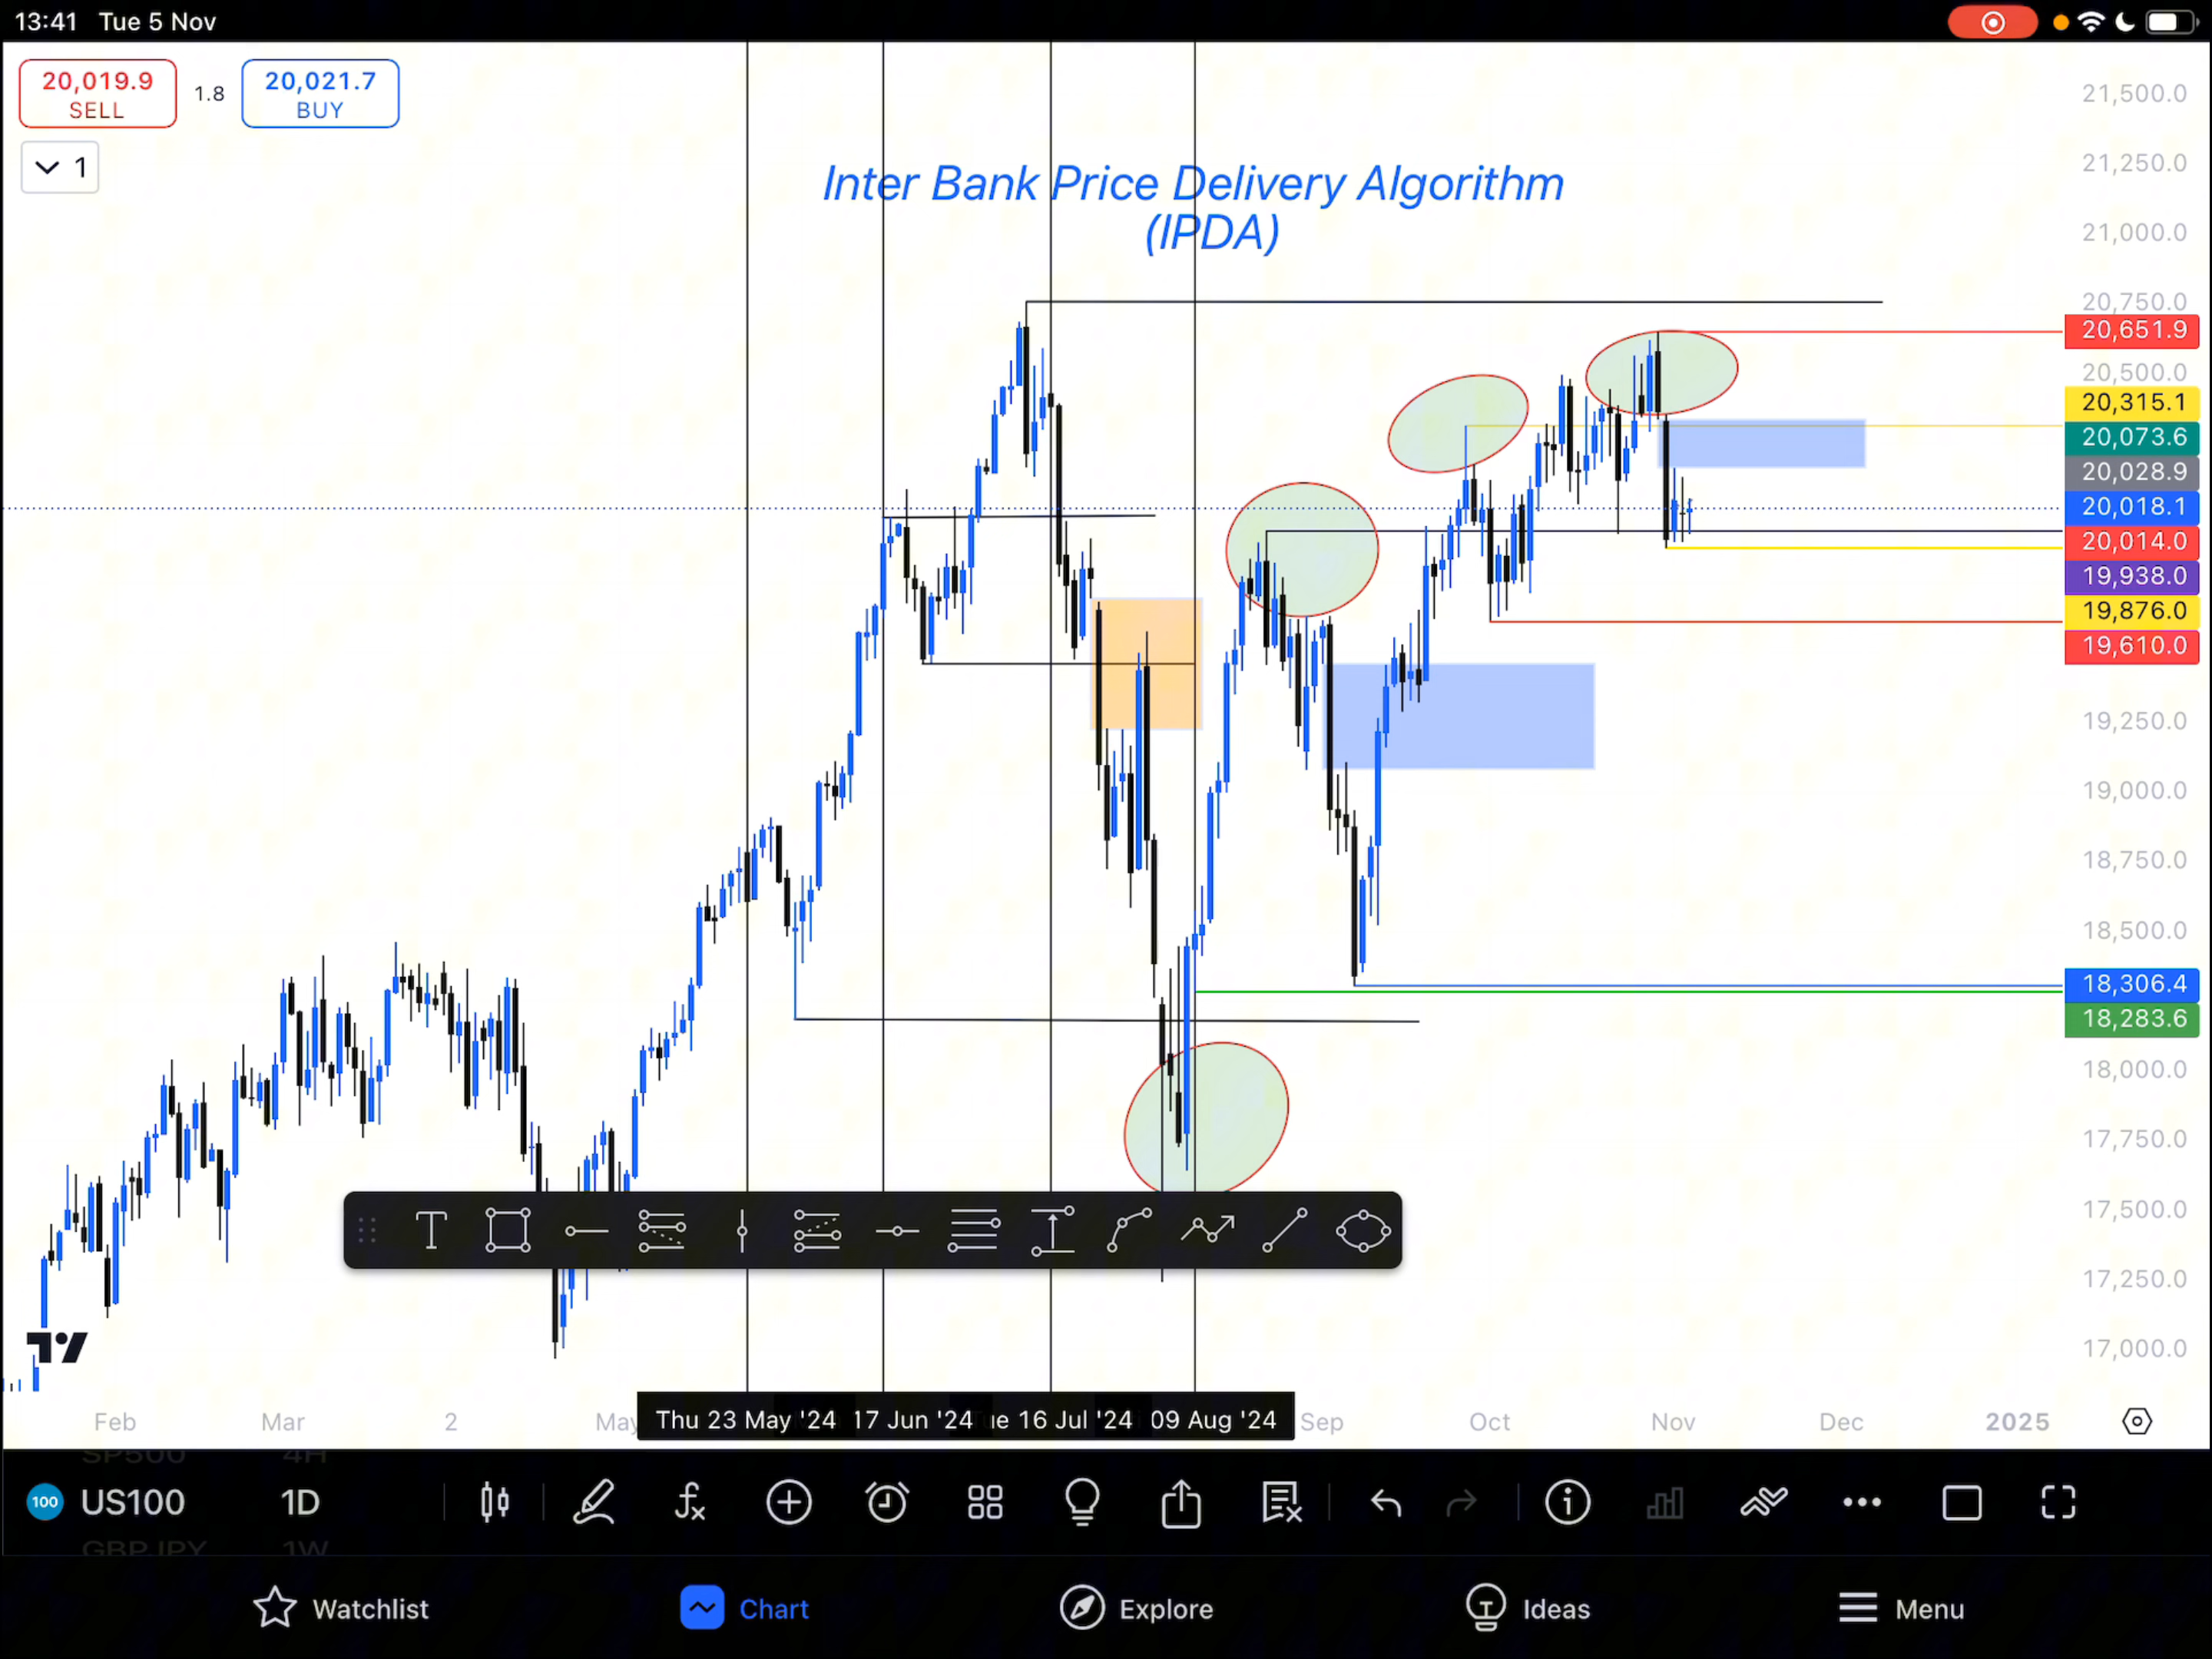 13:41 Tue 5 Nov
20,019.9
SELL
1.8
20,021.7
BUY
1
Inter Bank Price Delivery Algorithm
(IPDA)
21,500.0
21,250.0
21,000.0
20,750.0
20,651.9
20,500.0
20,315.1
20,073.6
20,028.9
20,018.1
20,014.0
19,938.0
19,876.0
19,610.0
19,250.0
19,000.0
18,750.0
18,500.0
18,306.4
18,283.6
18,000.0
17,750.0
17,500.0
17,250.0
17,000.0
Feb Mar 2 May Thu 23 May '24 17 Jun '24 ue 16 Jul '24 09 Aug '24 Sep Oct Nov Dec 2025
SP500 4H
100 US100 1D
GBPJPY 1W
Watchlist Chart Explore Ideas Menu